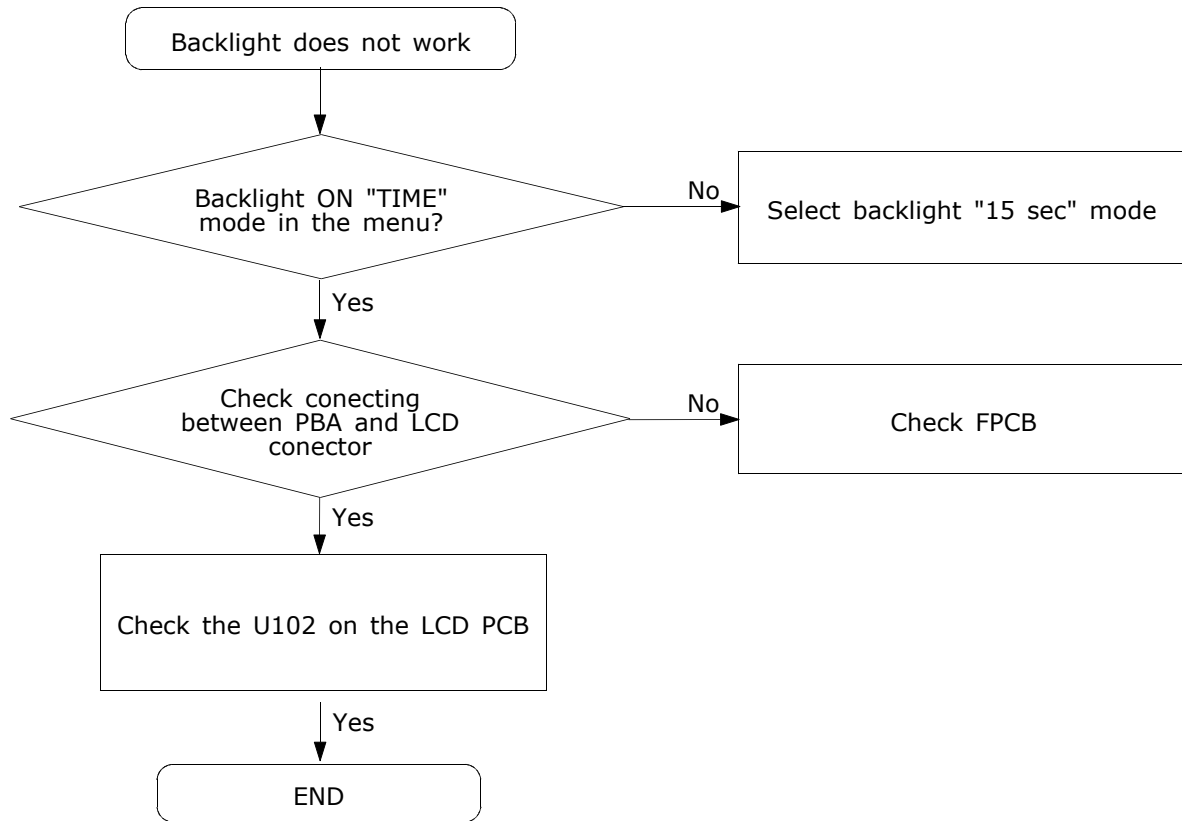 Backlight does not work
Backlight ON "TIME"
mode in the menu?
No
Select backlight "15 sec" mode
Yes
Check conecting
between PBA and LCD
conector
No
Check FPCB
Yes
Check the U102 on the LCD PCB
Yes
END